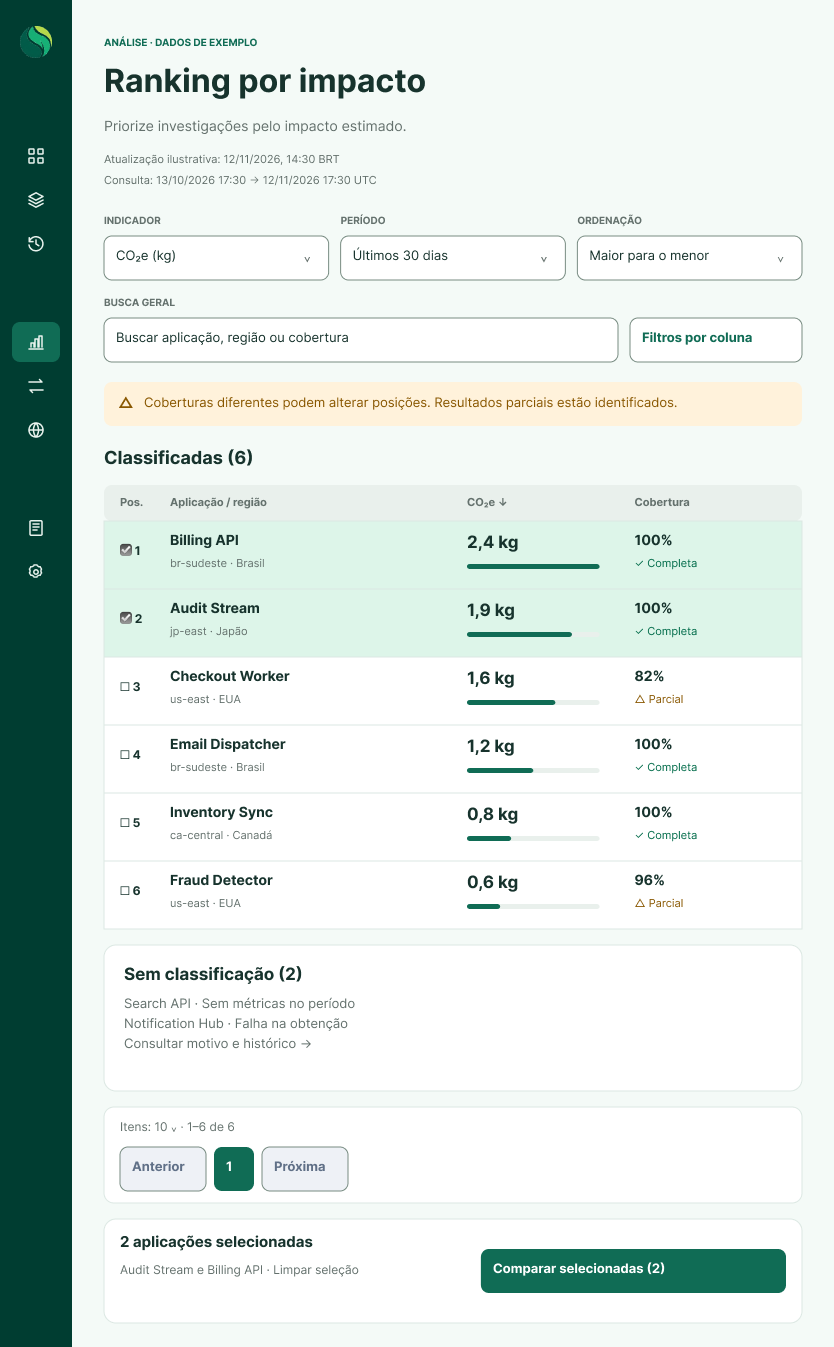 ANÁLISE · DADOS DE EXEMPLO
Ranking por impacto
Priorize investigações pelo impacto estimado.
Atualização ilustrativa: 12/11/2026, 14:30 BRT
Consulta: 13/10/2026 17:30 → 12/11/2026 17:30 UTC
INDICADOR PERÍODO ORDENAÇÃO
CO₂e (kg) Últimos 30 dias Maior para o menor
BUSCA GERAL
Buscar aplicação, região ou cobertura Filtros por coluna
Coberturas diferentes podem alterar posições. Resultados parciais estão identificados.
Classificadas (6)
Pos. Aplicação / região CO₂e ↓ Cobertura
1 Billing API 2,4 kg 100%
br-sudeste · Brasil ✓ Completa
2 Audit Stream 1,9 kg 100%
jp-east · Japão ✓ Completa
3 Checkout Worker 1,6 kg 82%
us-east · EUA △ Parcial
4 Email Dispatcher 1,2 kg 100%
br-sudeste · Brasil ✓ Completa
5 Inventory Sync 0,8 kg 100%
ca-central · Canadá ✓ Completa
6 Fraud Detector 0,6 kg 96%
us-east · EUA △ Parcial
Sem classificação (2)
Search API · Sem métricas no período
Notification Hub · Falha na obtenção
Consultar motivo e histórico →
Itens: 10 ˅ · 1–6 de 6
Anterior 1 Próxima
2 aplicações selecionadas
Audit Stream e Billing API · Limpar seleção
Comparar selecionadas (2)